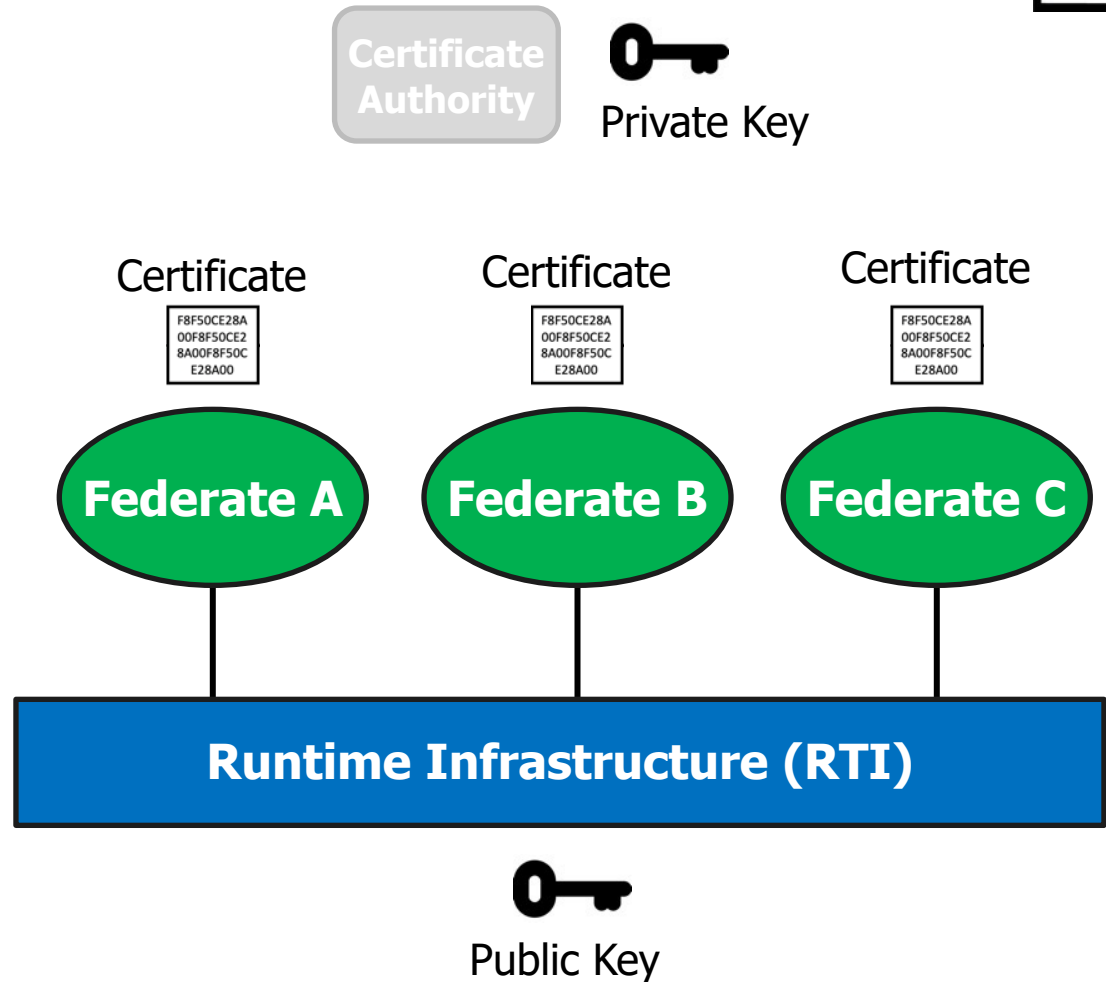 Certificate
Authority
Private Key
Certificate
Certificate
Certificate
F8F50CE28A
00F8F50CE2
8A00F8F50C
E28A00
F8F50CE28A
00F8F50CE2
8A00F8F50C
E28A00
F8F50CE28A
00F8F50CE2
8A00F8F50C
E28A00
Federate A
Federate B
Federate C
Runtime Infrastructure (RTI)
Public Key